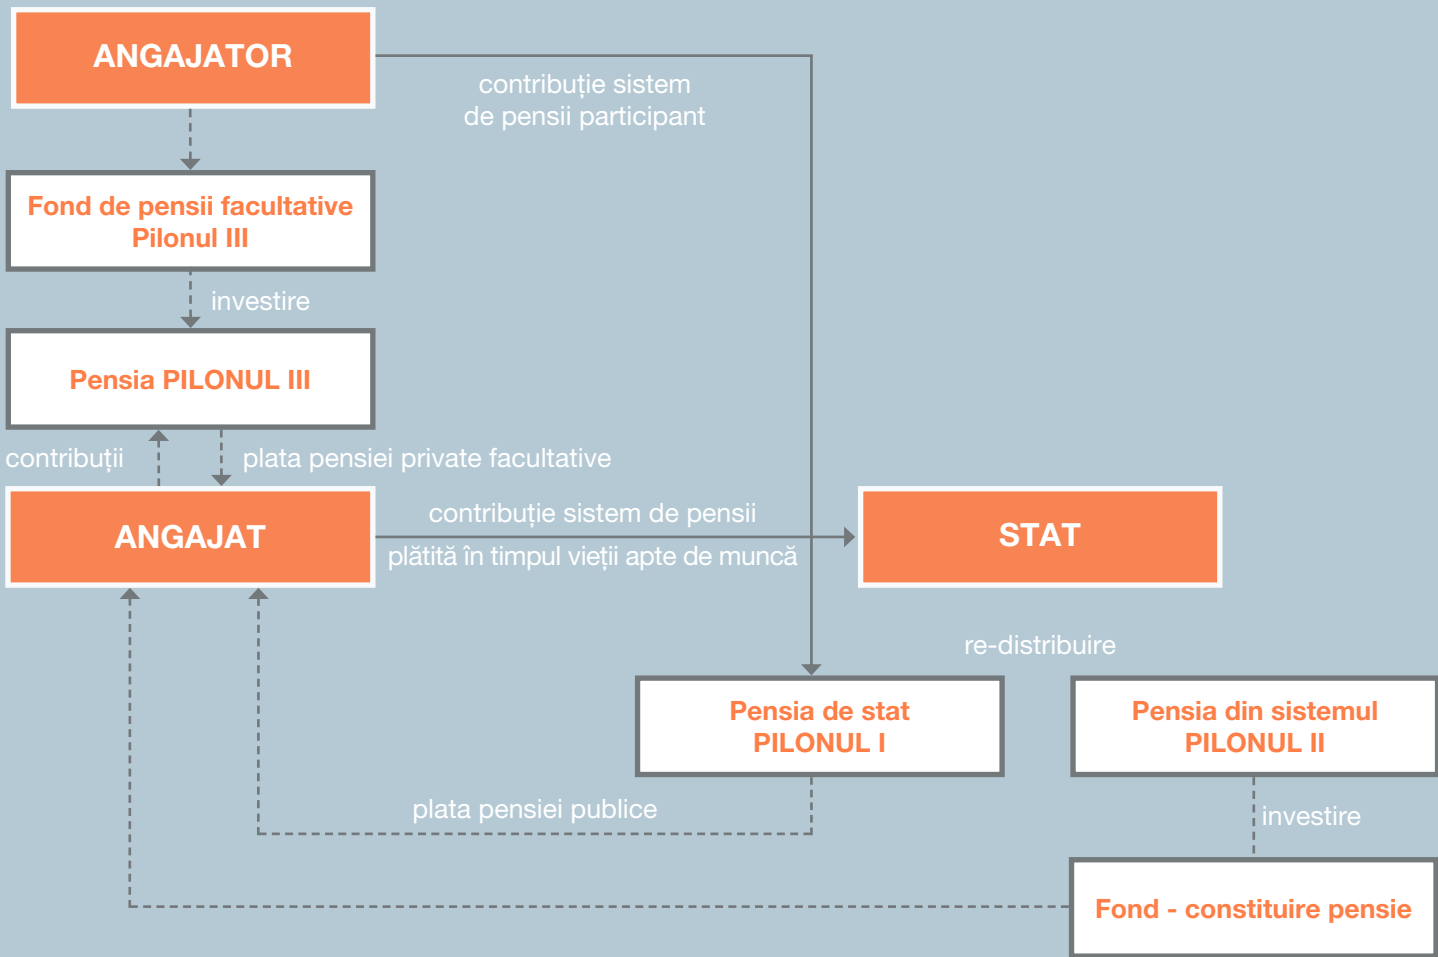 ANGAJATOR
contribuție sistem
de pensii participant
Fond de pensii facultative
Pilonul III
investire
Pensia PILONUL III
contribuții
plata pensiei private facultative
ANGAJAT
contribuție sistem de pensii
plătită în timpul vieții apte de muncă
STAT
re-distribuire
Pensia de stat
PILONUL I
Pensia din sistemul
PILONUL II
plata pensiei publice
investire
Fond - constituire pensie